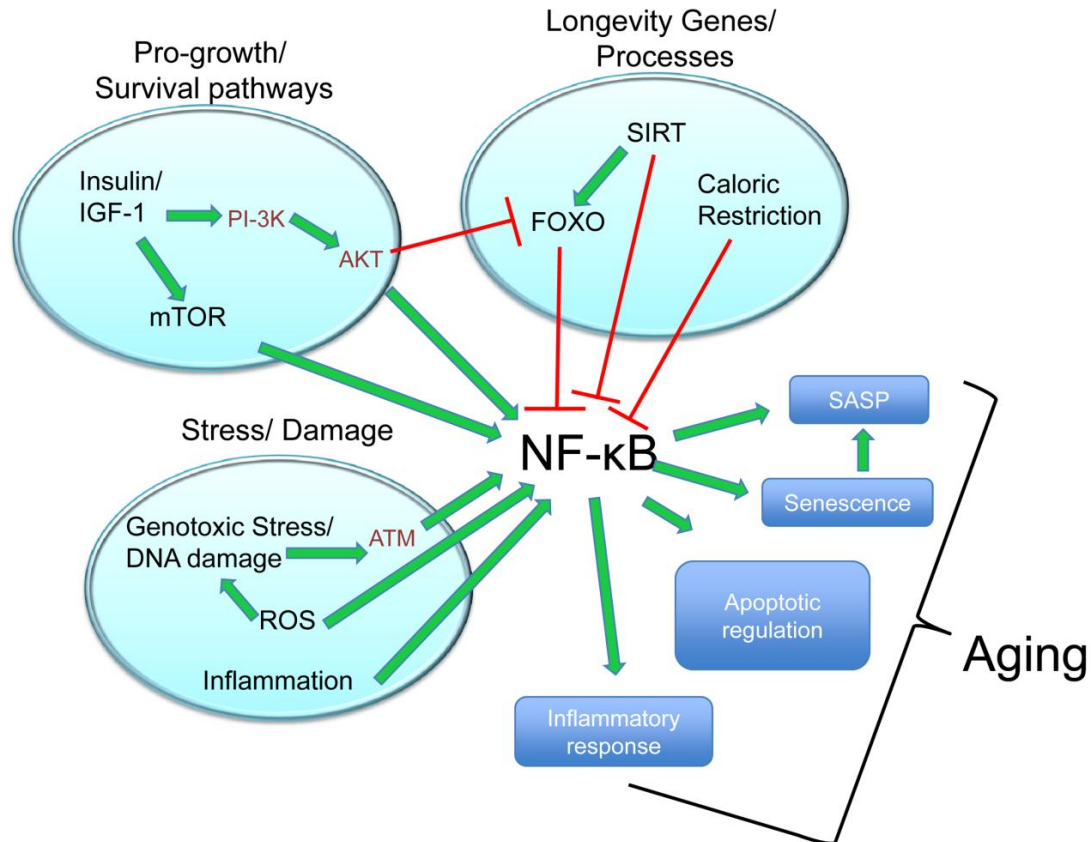 Pro-growth/
Survival pathways
Insulin/
IGF-1
PI-3K
AKT
mTOR
Longevity Genes/
Processes
SIRT
FOXO
Caloric
Restriction
Stress/ Damage
Genotoxic Stress/
DNA damage
ATM
ROS
Inflammation
NF-κB
SASP
Senescence
Apoptotic
regulation
Inflammatory
response
Aging